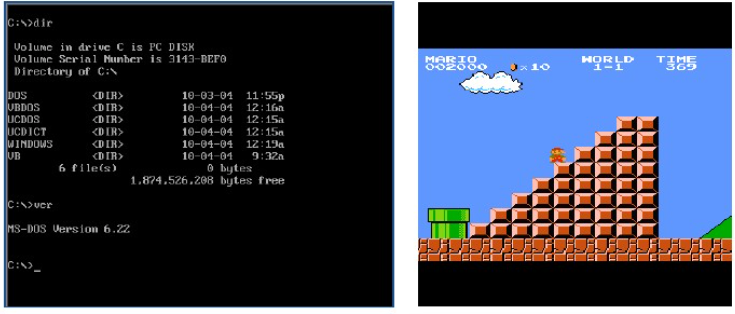 C:\>dir
Volume in drive C is PC DISK
Volume Serial Number is 3143-BEF0
Directory of C:\
DOS <DIR> 10-03-04 11:55p
VBDOS <DIR> 10-04-04 12:16a
UCDOS <DIR> 10-04-04 12:15a
UCDICT <DIR> 10-04-04 12:15a
WINDOWS <DIR> 10-04-04 12:19a
VB <DIR> 10-04-04 9:32a
6 file(s) 0 bytes
1,874,526,208 bytes free
C:\>ver
MS-DOS Version 6.22
C:\>_
MARIO WORLD TIME
002000 ×10 1-1 369